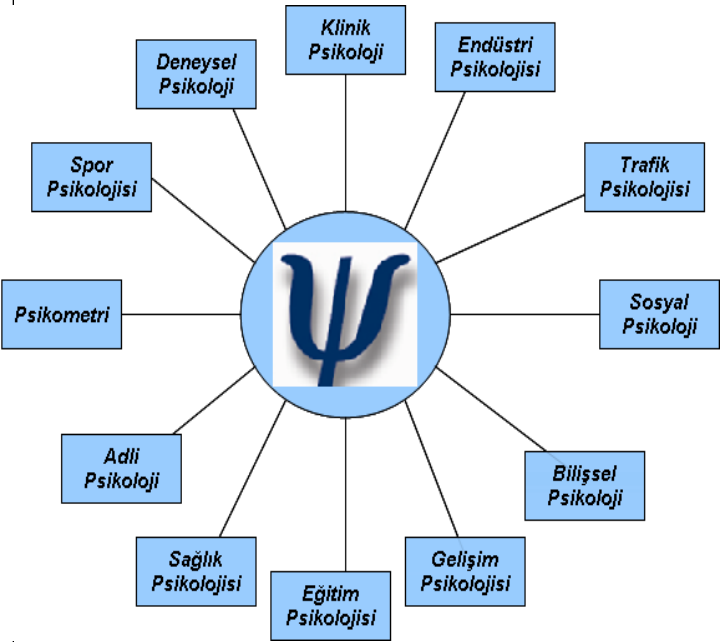 Klinik
Psikoloji
Endüstri
Psikolojisi
Trafik
Psikolojisi
Sosyal
Psikoloji
Bilişsel
Psikoloji
Gelişim
Psikolojisi
Eğitim
Psikolojisi
Sağlık
Psikolojisi
Adli
Psikoloji
Psikometri
Spor
Psikolojisi
Deneysel
Psikoloji
Ψ